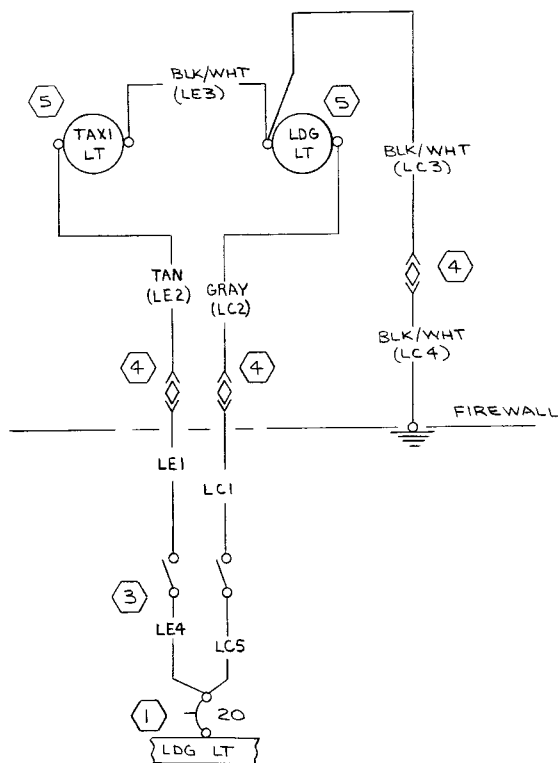 BLK/WHT
(LE3)
5
5
TAXI
LT
LDG
LT
BLK/WHT
(LC3)
TAN
(LE2)
GRAY
(LC2)
4
BLK/WHT
(LC4)
4
4
FIREWALL
LE1
LC1
3
LE4
LC5
1
20
LDG LT